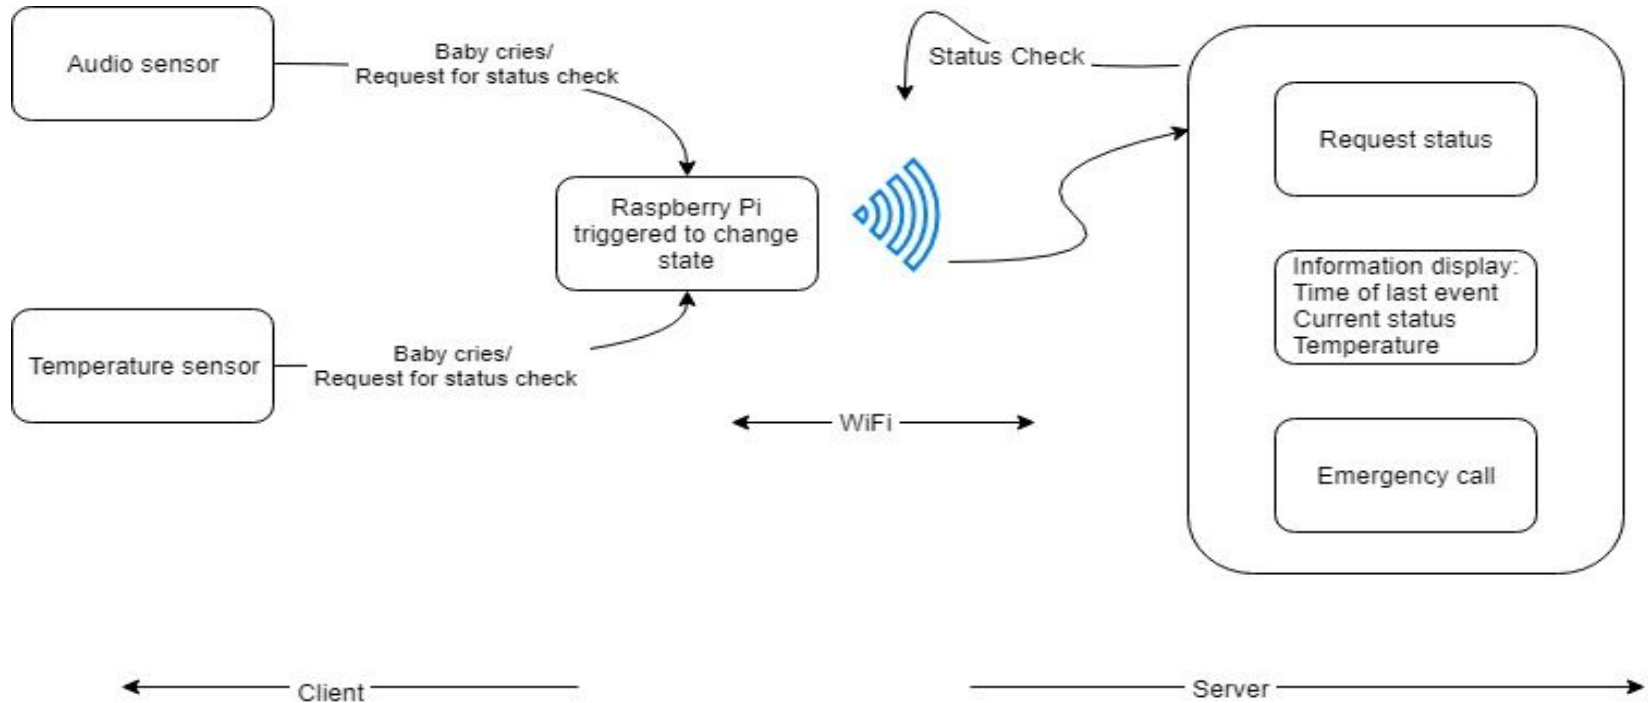 Audio sensor
Baby cries/
Request for status check
Status Check
Request status
Raspberry Pi
triggered to change
state
Information display:
Time of last event
Current status
Temperature
Temperature sensor
Baby cries/
Request for status check
WiFi
Emergency call
Client
Server